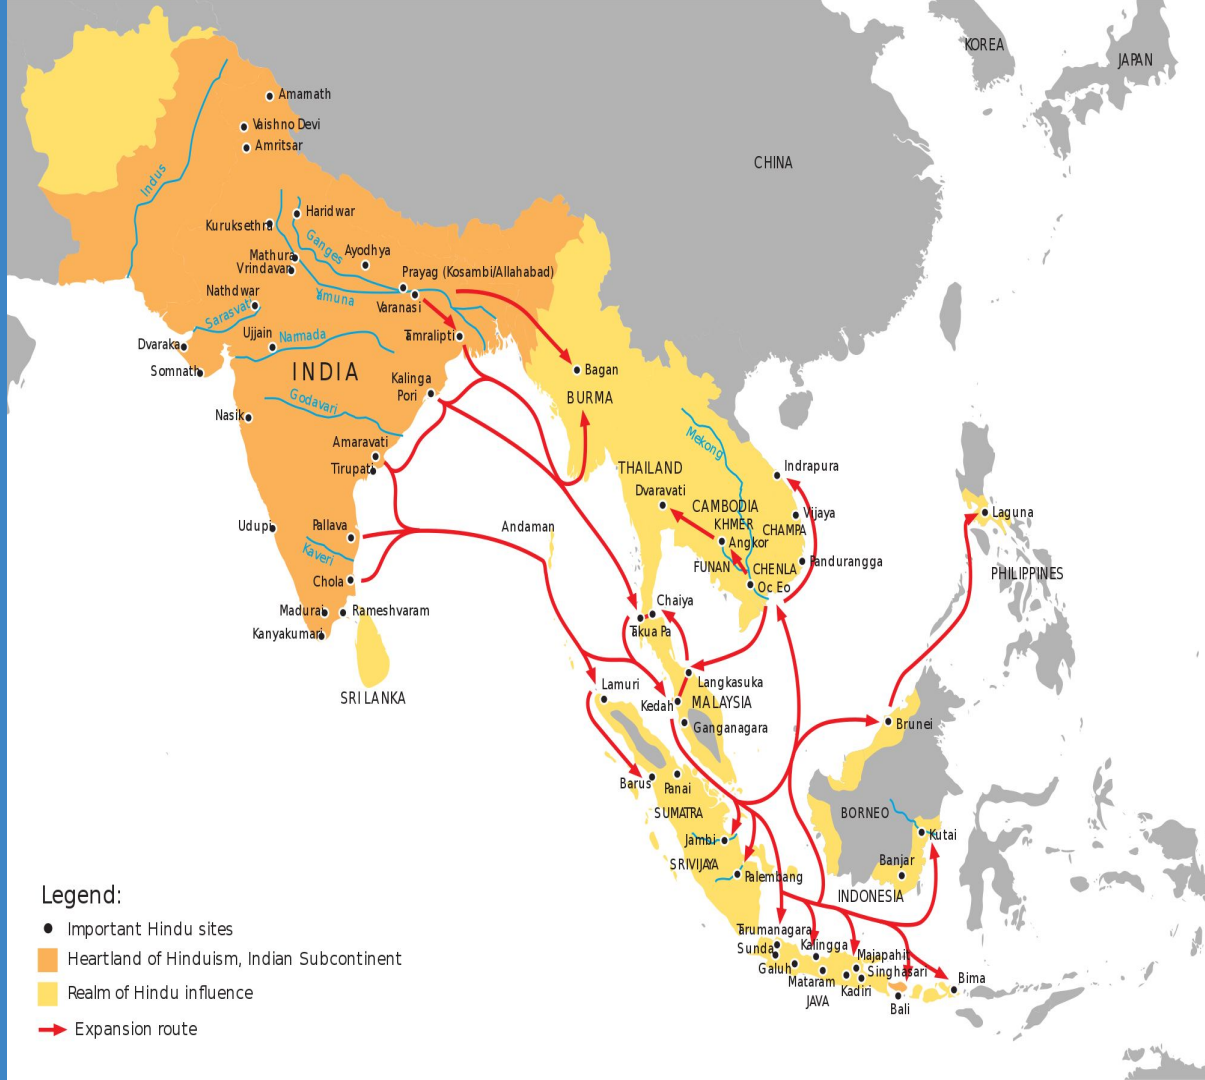 KOREA
JAPAN
CHINA
Amarnath
Vaishno Devi
Amritsar
Indus
Haridwar
Kuruksethra
Ganges
Ayodhya
Mathura
Vrindavan
Prayag (Kosambi/Allahabad)
Nathdwar
Yamuna
Varanasi
Sarasvati
Ujjain
Narmada
Tamralipti
Dvaraka
Somnath
INDIA
Kalinga
Pori
Bagan
BURMA
Godavari
Nasik
Mekong
Amaravati
Tirupati
THAILAND
Indrapura
Dvaravati
CAMBODIA
KHMER
Vijaya
CHAMPA
Laguna
Udupi
Pallava
Andaman
Angkor
Kaveri
FUNAN
CHENLA
Pandurangga
PHILIPPINES
Chola
Oc Eo
Madurai
Rameshvaram
Chaiya
Kanyakumari
Takua Pa
SRI LANKA
Langkasuka
Lamuri
Kedah
MALAYSIA
Ganganagara
Brunei
Barus
Panai
SUMATRA
BORNEO
Jambi
Kutai
SRIVIJAYA
Palembang
Banjar
INDONESIA
Tarumanagara
Sunda
Kalingga
Majapahit
Galuh
Singhasari
Mataram
Kadiri
Bima
JAVA
Bali
Legend:
Important Hindu sites
Heartland of Hinduism, Indian Subcontinent
Realm of Hindu influence
Expansion route